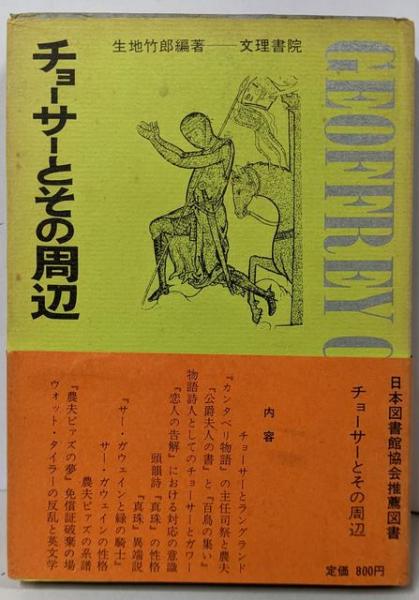 生地竹郎編著──文理書院
チョーサーとその周辺
GEOFFREY C
日本図書館協会推薦図書
チョーサーとその周辺
内容
チョーサーとラングランド
『カンタベリ物語』の主任司祭と農夫
『公爵夫人の書』と『百鳥の集い』
物語詩人としてのチョーサーとガワー
『恋人の告解』における対応の意識
頭韻詩『真珠』の性格
『真珠』異端説
『サー・ガウェインと緑の騎士』
サー・ガウェインの性格
農夫ピァズの系譜
『農夫ピァズの夢』免償証破棄の場
ウォット・タイラーの反乱と英文学
定価 800円